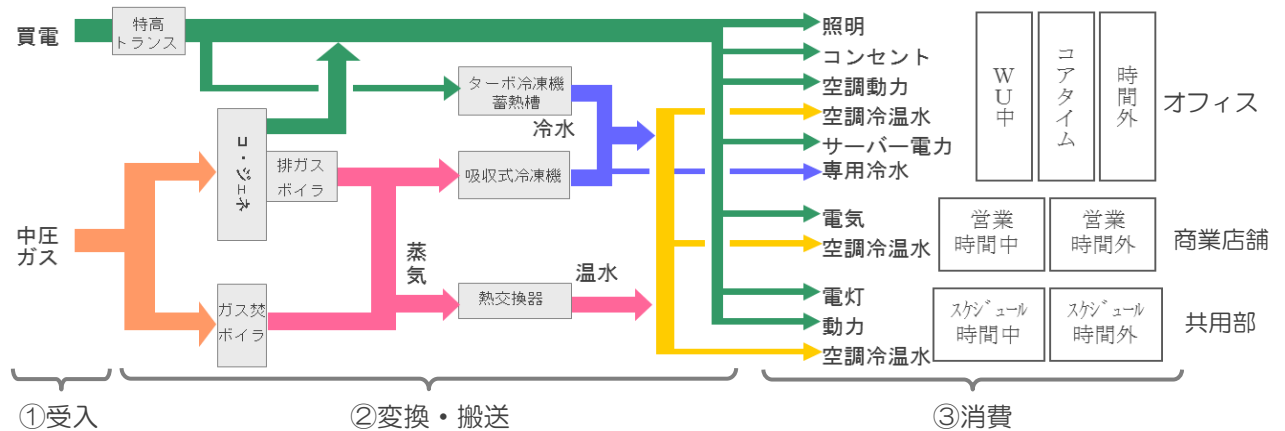 買電
特高
トランス
中圧
ガス
コ・ジェネ
排ガス
ボイラ
ガス焚
ボイラ
蒸気
ターボ冷凍機
蓄熱槽
冷水
吸収式冷凍機
熱交換器
温水
照明
コンセント
空調動力
空調冷温水
サーバー電力
専用冷水
WU中
コアタイム
時間外
オフィス
電気
空調冷温水
営業
時間中
営業
時間外
商業店舗
電灯
動力
空調冷温水
スケジュール
時間中
スケジュール
時間外
共用部
①受入
②変換・搬送
③消費